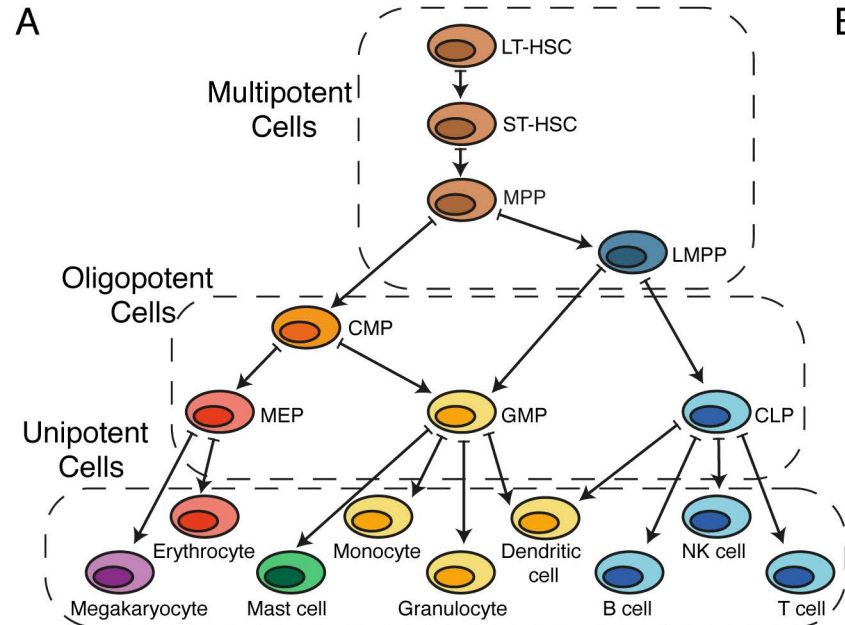 A
LT-HSC
Multipotent
Cells
ST-HSC
MPP
LMPP
Oligopotent
Cells
CMP
MEP
GMP
CLP
Unipotent
Cells
Erythrocyte
Monocyte
Dendritic
cell
NK cell
Megakaryocyte
Mast cell
Granulocyte
B cell
T cell